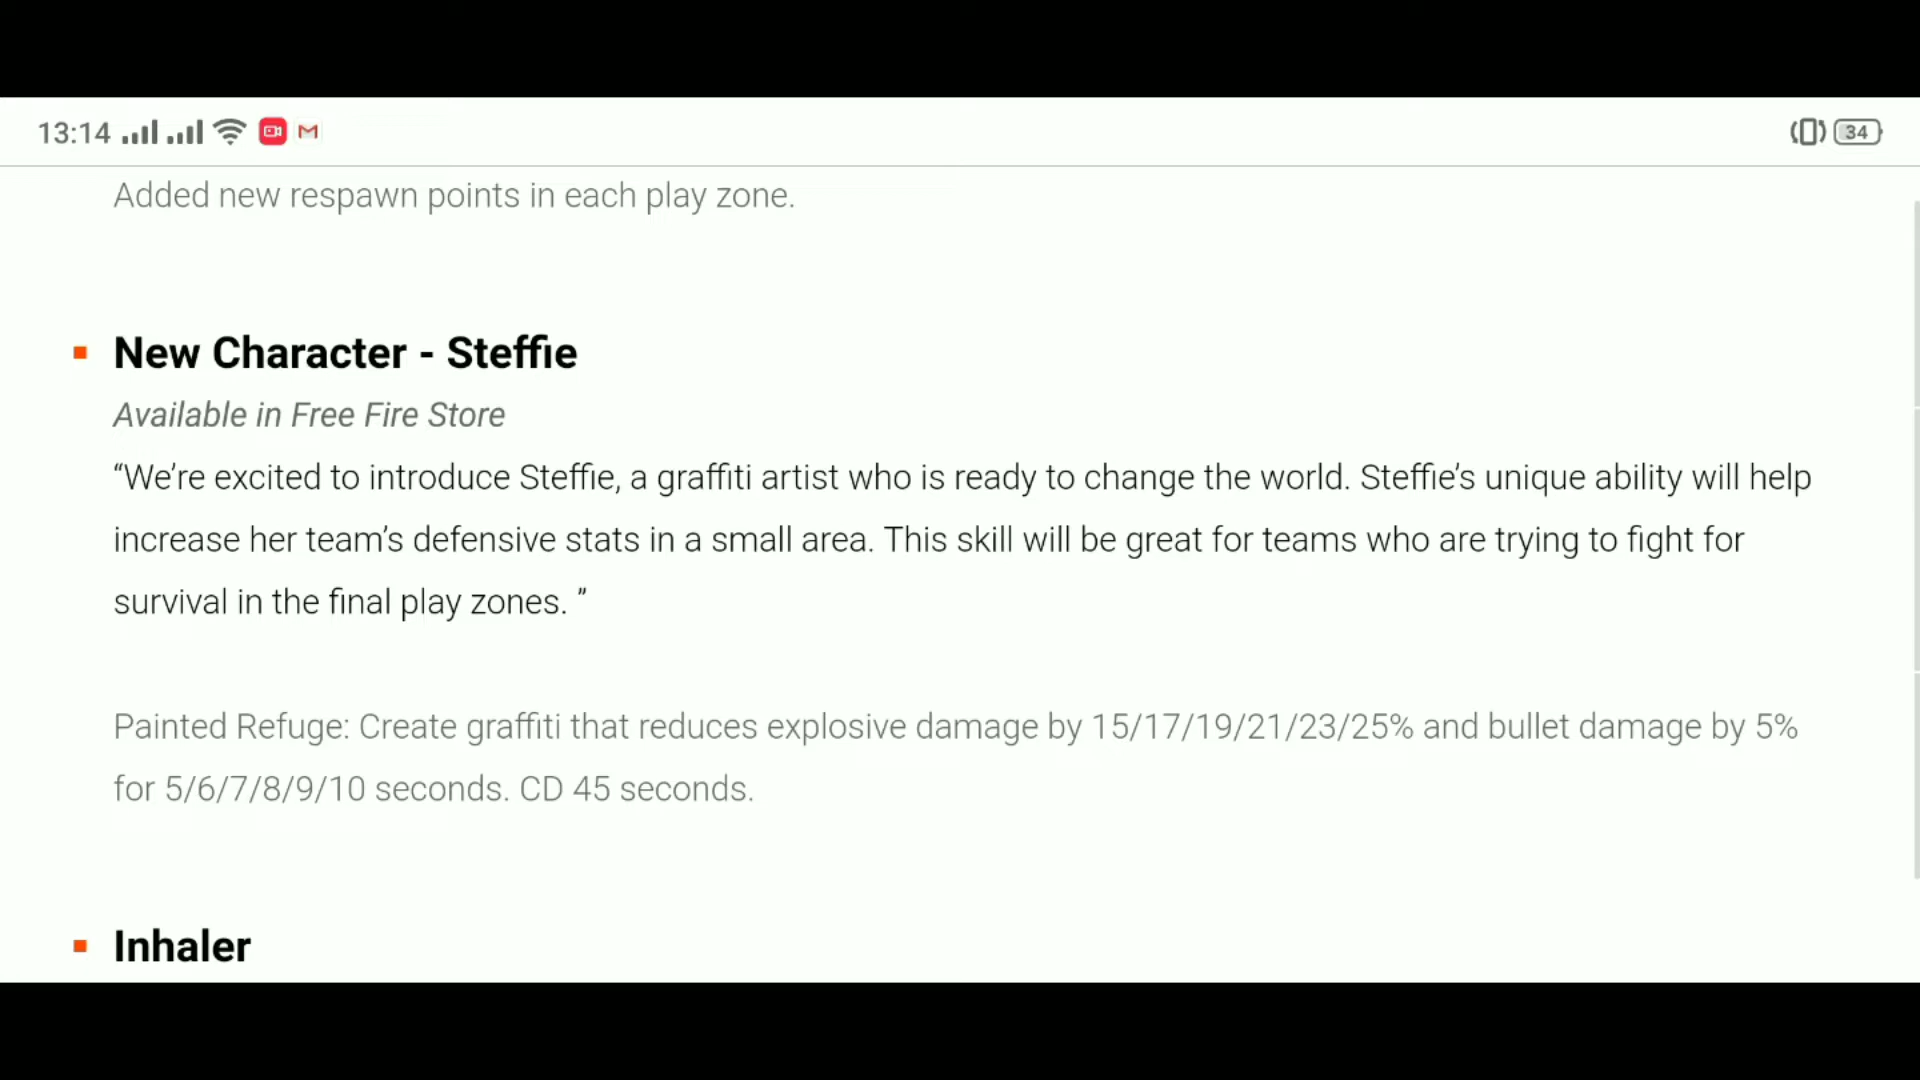 13:14
34
Added new respawn points in each play zone.
New Character - Steffie
Available in Free Fire Store
“We’re excited to introduce Steffie, a graffiti artist who is ready to change the world. Steffie’s unique ability will help
increase her team’s defensive stats in a small area. This skill will be great for teams who are trying to fight for
survival in the final play zones. ”
Painted Refuge: Create graffiti that reduces explosive damage by 15/17/19/21/23/25% and bullet damage by 5%
for 5/6/7/8/9/10 seconds. CD 45 seconds.
Inhaler